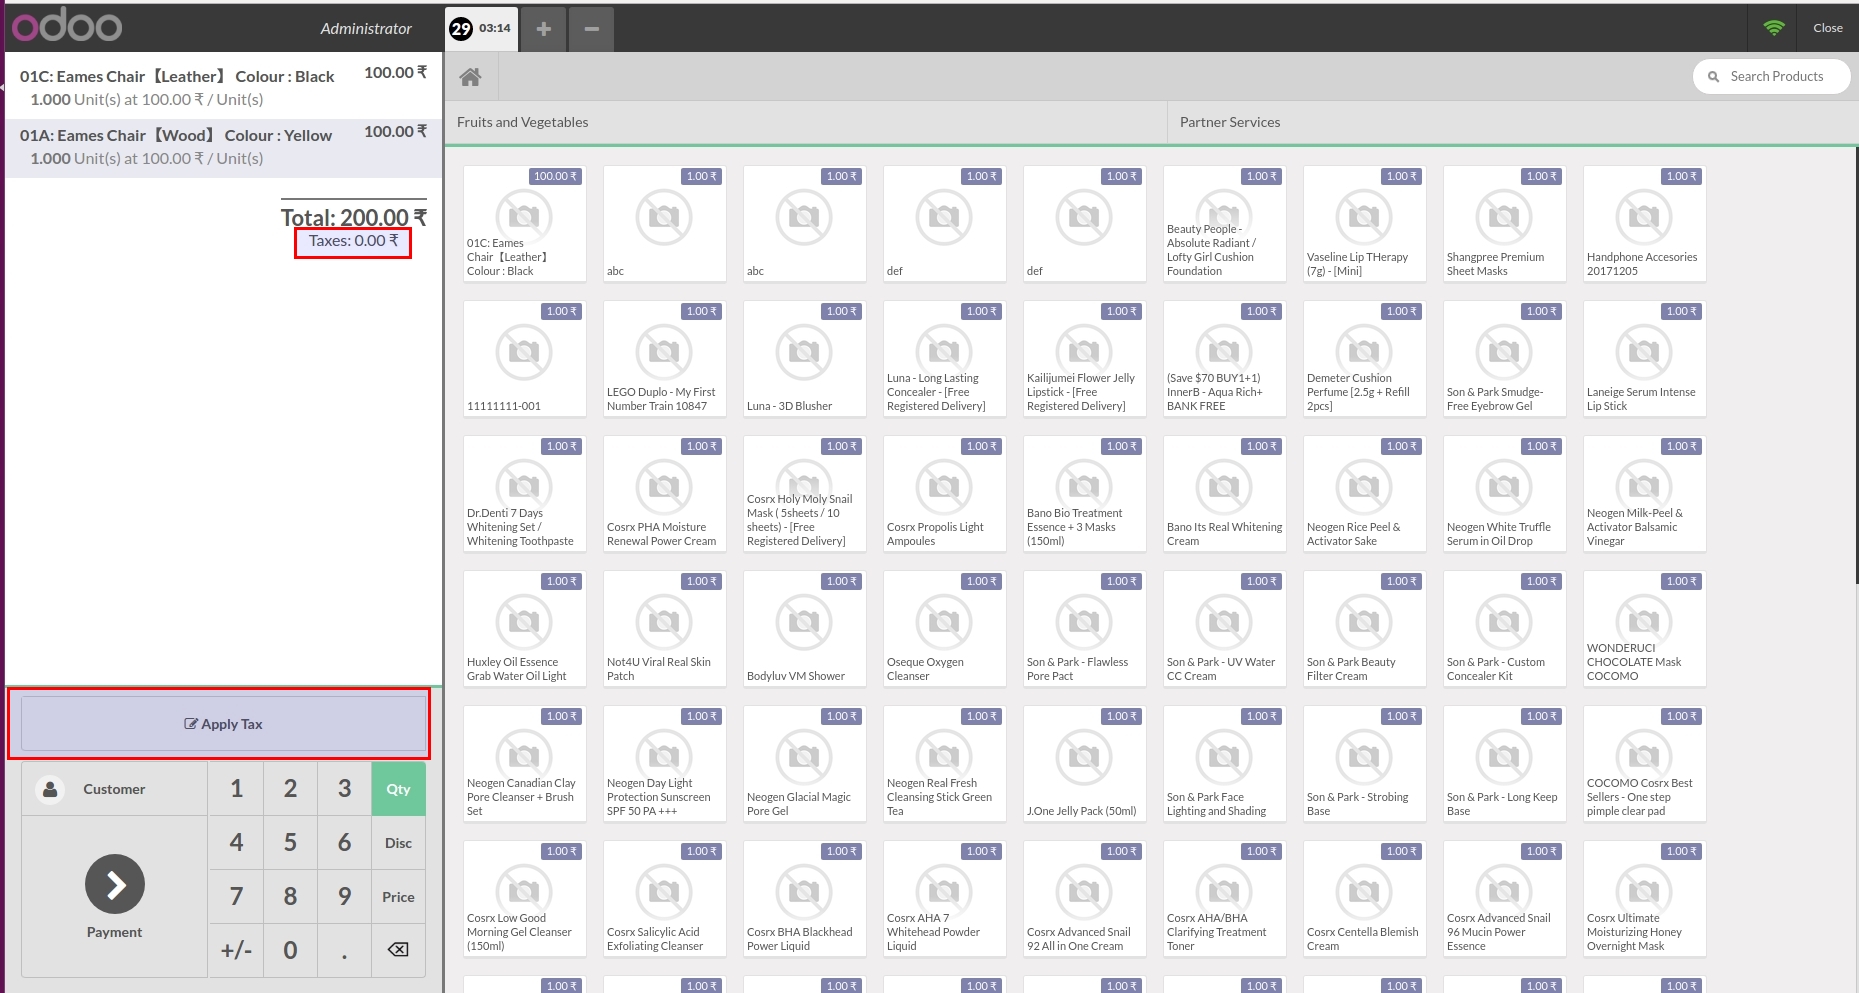 odoo
Administrator
29 03:14
Close
01C: Eames Chair【Leather】 Colour : Black 100.00 ₹
1.000 Unit(s) at 100.00 ₹ / Unit(s)
01A: Eames Chair【Wood】 Colour : Yellow 100.00 ₹
1.000 Unit(s) at 100.00 ₹ / Unit(s)
Total: 200.00 ₹
Taxes: 0.00 ₹
Apply Tax
Customer
Payment
1 2 3 Qty
4 5 6 Disc
7 8 9 Price
+/- 0 .
Search Products
Fruits and Vegetables
Partner Services
100.00 ₹
01C: Eames
Chair【Leather】
Colour : Black
1.00 ₹
abc
1.00 ₹
abc
1.00 ₹
def
1.00 ₹
def
1.00 ₹
Beauty People -
Absolute Radiant /
Lofty Girl Cushion
Foundation
1.00 ₹
Vaseline Lip THerapy
(7g) - [Mini]
1.00 ₹
Shangpree Premium
Sheet Masks
1.00 ₹
Handphone Accesories
20171205
1.00 ₹
11111111-001
1.00 ₹
LEGO Duplo - My First
Number Train 10847
1.00 ₹
Luna - 3D Blusher
1.00 ₹
Luna - Long Lasting
Concealer - [Free
Registered Delivery]
1.00 ₹
Kailijumei Flower Jelly
Lipstick - [Free
Registered Delivery]
1.00 ₹
(Save $70 BUY1+1)
InnerB - Aqua Rich+
BANK FREE
1.00 ₹
Demeter Cushion
Perfume [2.5g + Refill
2pcs]
1.00 ₹
Son & Park Smudge-
Free Eyebrow Gel
1.00 ₹
Laneige Serum Intense
Lip Stick
1.00 ₹
Dr.Denti 7 Days
Whitening Set /
Whitening Toothpaste
1.00 ₹
Cosrx PHA Moisture
Renewal Power Cream
1.00 ₹
Cosrx Holy Moly Snail
Mask ( 5sheets / 10
sheets) - [Free
Registered Delivery]
1.00 ₹
Cosrx Propolis Light
Ampoules
1.00 ₹
Bano Bio Treatment
Essence + 3 Masks
(150ml)
1.00 ₹
Bano Its Real Whitening
Cream
1.00 ₹
Neogen Rice Peel &
Activator Sake
1.00 ₹
Neogen White Truffle
Serum in Oil Drop
1.00 ₹
Neogen Milk-Peel &
Activator Balsamic
Vinegar
1.00 ₹
Huxley Oil Essence
Grab Water Oil Light
1.00 ₹
Not4U Viral Real Skin
Patch
1.00 ₹
Bodyluv VM Shower
1.00 ₹
Oseque Oxygen
Cleanser
1.00 ₹
Son & Park - Flawless
Pore Pact
1.00 ₹
Son & Park - UV Water
CC Cream
1.00 ₹
Son & Park Beauty
Filter Cream
1.00 ₹
Son & Park - Custom
Concealer Kit
1.00 ₹
WONDERUCI
CHOCOLATE Mask
COCOMO
1.00 ₹
Neogen Canadian Clay
Pore Cleanser + Brush
Set
1.00 ₹
Neogen Day Light
Protection Sunscreen
SPF 50 PA +++
1.00 ₹
Neogen Glacial Magic
Pore Gel
1.00 ₹
Neogen Real Fresh
Cleansing Stick Green
Tea
1.00 ₹
J.One Jelly Pack (50ml)
1.00 ₹
Son & Park Face
Lighting and Shading
1.00 ₹
Son & Park - Strobing
Base
1.00 ₹
Son & Park - Long Keep
Base
1.00 ₹
COCOMO Cosrx Best
Sellers - One step
pimple clear pad
1.00 ₹
Cosrx Low Good
Morning Gel Cleanser
(150ml)
1.00 ₹
Cosrx Salicylic Acid
Exfoliating Cleanser
1.00 ₹
Cosrx BHA Blackhead
Power Liquid
1.00 ₹
Cosrx AHA 7
Whitehead Powder
Liquid
1.00 ₹
Cosrx Advanced Snail
92 All in One Cream
1.00 ₹
Cosrx AHA/BHA
Clarifying Treatment
Toner
1.00 ₹
Cosrx Centella Blemish
Cream
1.00 ₹
Cosrx Advanced Snail
96 Mucin Power
Essence
1.00 ₹
Cosrx Ultimate
Moisturizing Honey
Overnight Mask
1.00 ₹
1.00 ₹
1.00 ₹
1.00 ₹
1.00 ₹
1.00 ₹
1.00 ₹
1.00 ₹
1.00 ₹